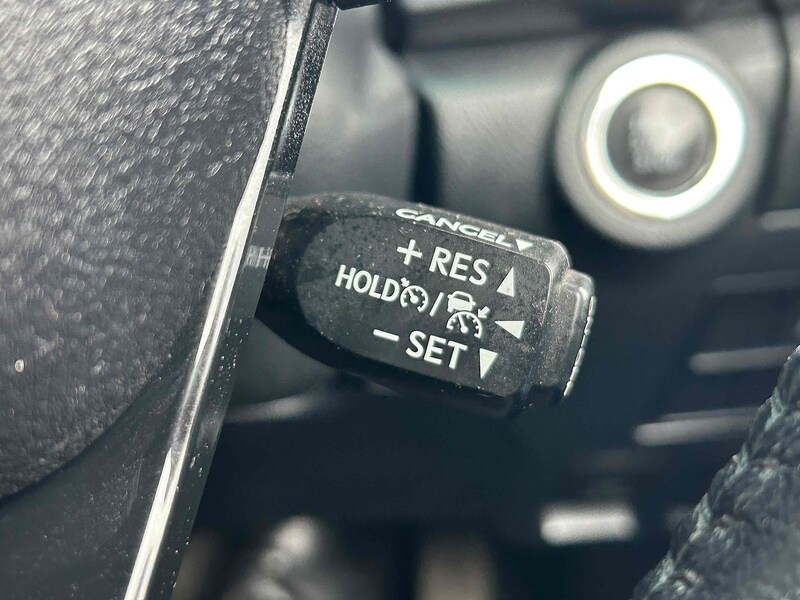 CANCEL
+ RES
HOLD /
− SET